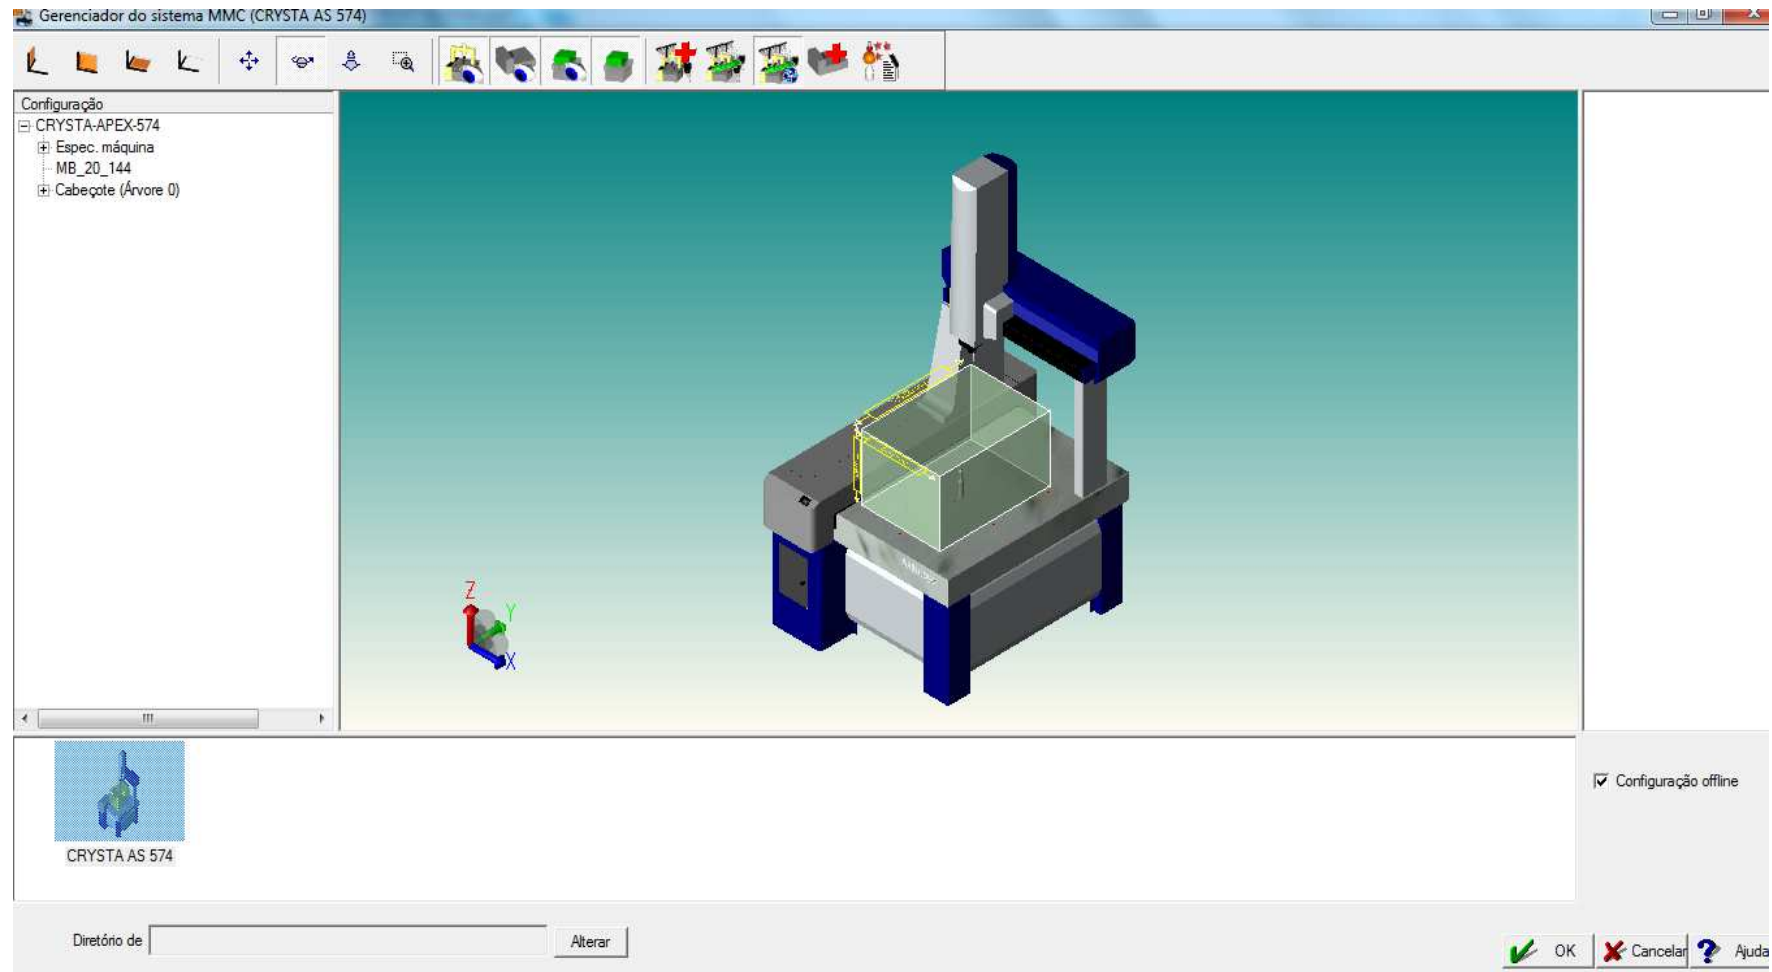 Gerenciador do sistema MMC (CRYSTA AS 574)
Configuração
CRYSTA-APEX-574
Espec. máquina
MB_20_144
Cabeçote (Árvore 0)
Z
Y
X
CRYSTA AS 574
Configuração offline
Diretório de
Alterar
OK
Cancelar
Ajuda